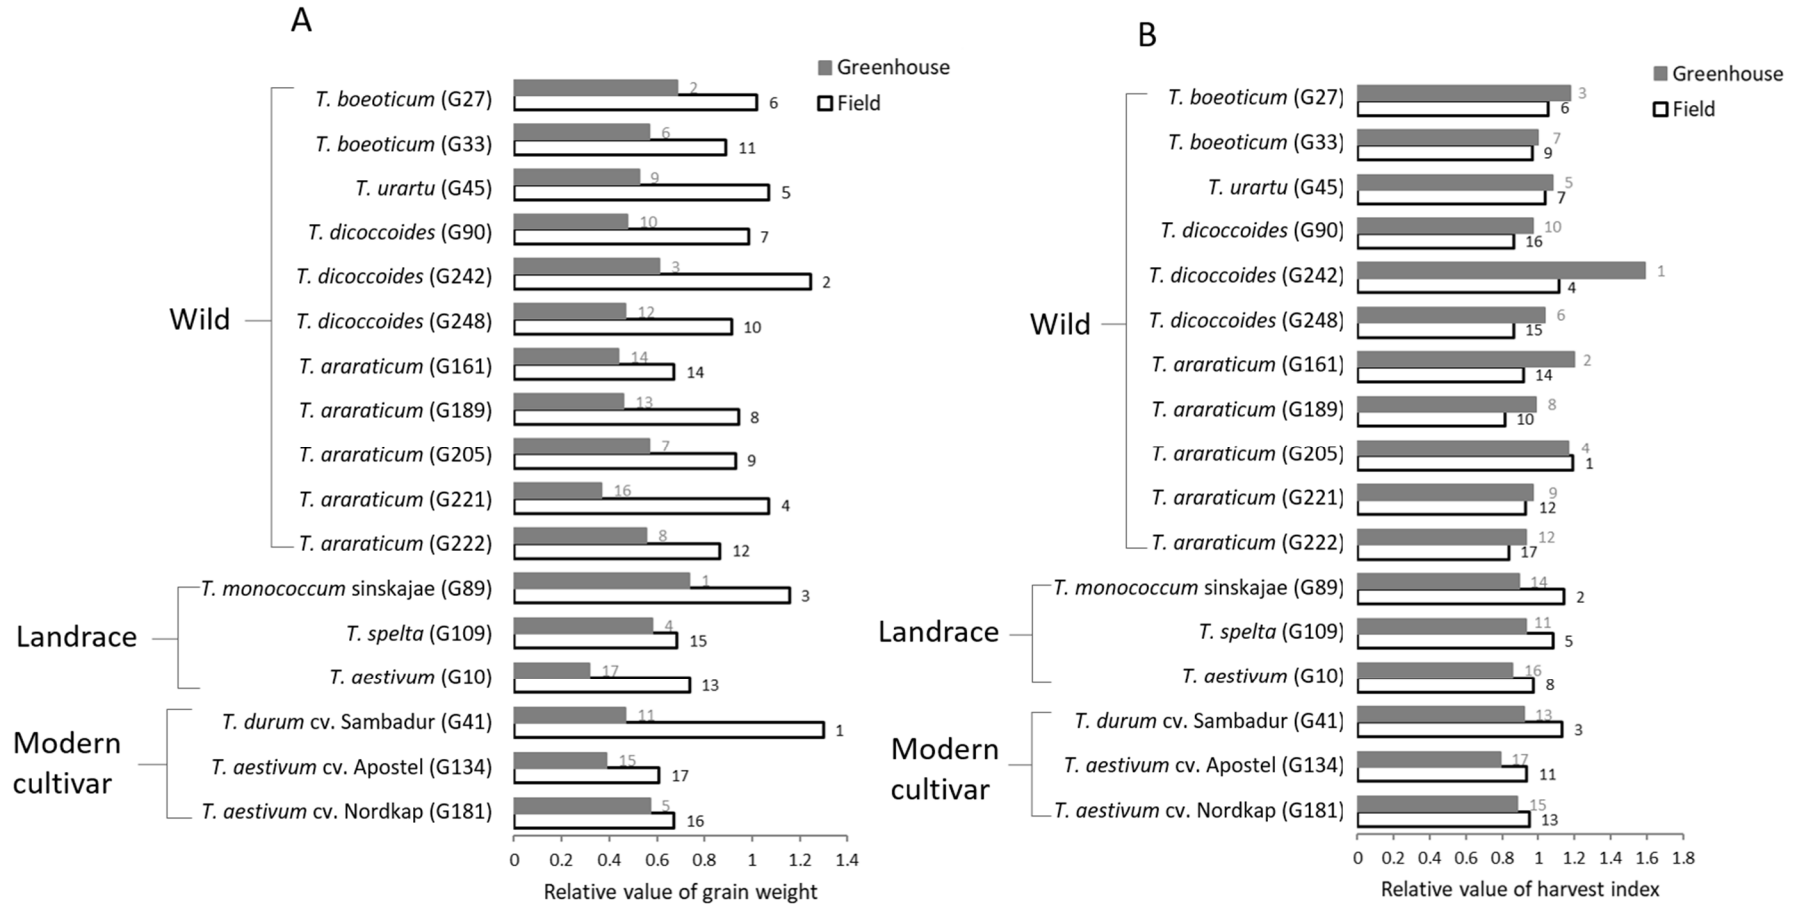 A
Greenhouse
Field
T. boeoticum (G27) 2 6
T. boeoticum (G33) 6 11
T. urartu (G45) 9 5
T. dicoccoides (G90) 10 7
T. dicoccoides (G242) 3 2
Wild
T. dicoccoides (G248) 12 10
T. araraticum (G161) 14 14
T. araraticum (G189) 13 8
T. araraticum (G205) 7 9
T. araraticum (G221) 16 4
T. araraticum (G222) 8 12
T. monococcum sinskajae (G89) 1 3
Landrace
T. spelta (G109) 4 15
T. aestivum (G10) 17 13
T. durum cv. Sambadur (G41) 11 1
Modern
cultivar
T. aestivum cv. Apostel (G134) 15 17
T. aestivum cv. Nordkap (G181) 5 16
0 0.2 0.4 0.6 0.8 1 1.2 1.4
Relative value of grain weight
B
Greenhouse
Field
T. boeoticum (G27) 3 6
T. boeoticum (G33) 7 9
T. urartu (G45) 5 7
T. dicoccoides (G90) 10 16
T. dicoccoides (G242) 1 4
Wild
T. dicoccoides (G248) 6 15
T. araraticum (G161) 2 14
T. araraticum (G189) 8 10
T. araraticum (G205) 4 1
T. araraticum (G221) 9 12
T. araraticum (G222) 12 17
T. monococcum sinskajae (G89) 14 2
Landrace
T. spelta (G109) 11 5
T. aestivum (G10) 16 8
T. durum cv. Sambadur (G41) 13 3
Modern
cultivar
T. aestivum cv. Apostel (G134) 17 11
T. aestivum cv. Nordkap (G181) 15 13
0 0.2 0.4 0.6 0.8 1 1.2 1.4 1.6 1.8
Relative value of harvest index